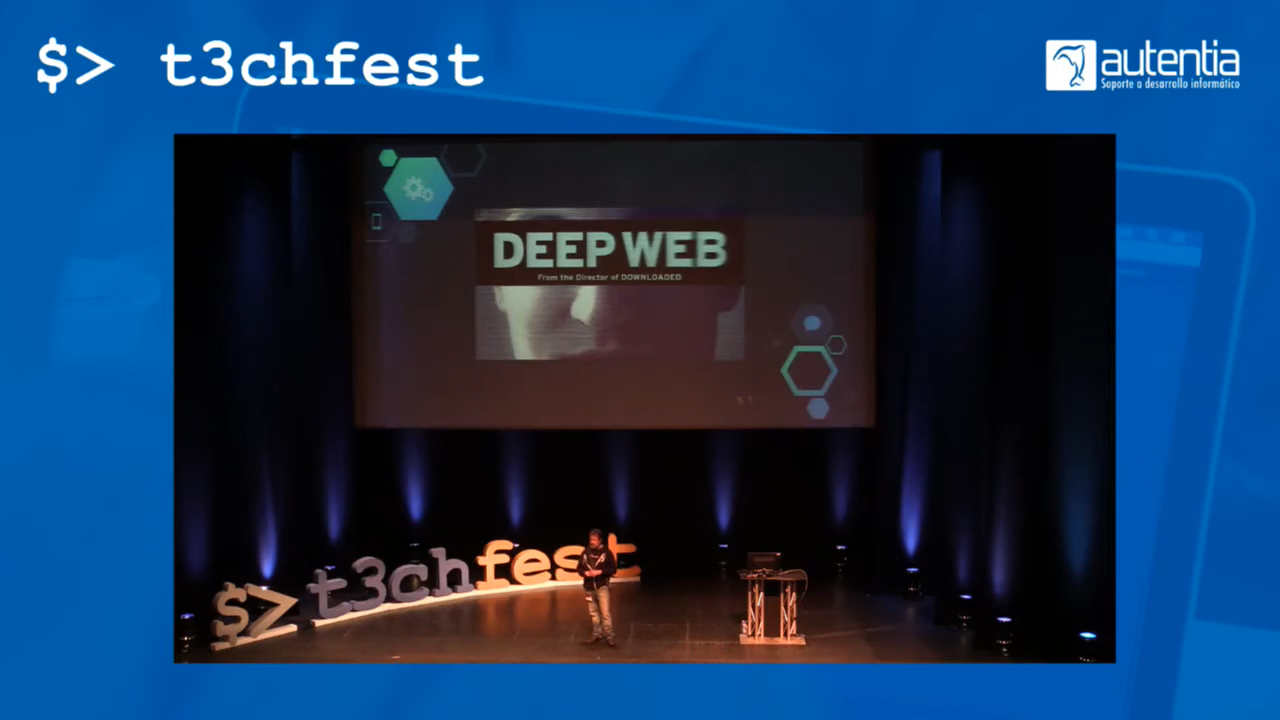 $> t3chfest
autentia
Soporte a desarrollo informático
DEEP WEB
From the Director of DOWNLOADED
$> t3chfest